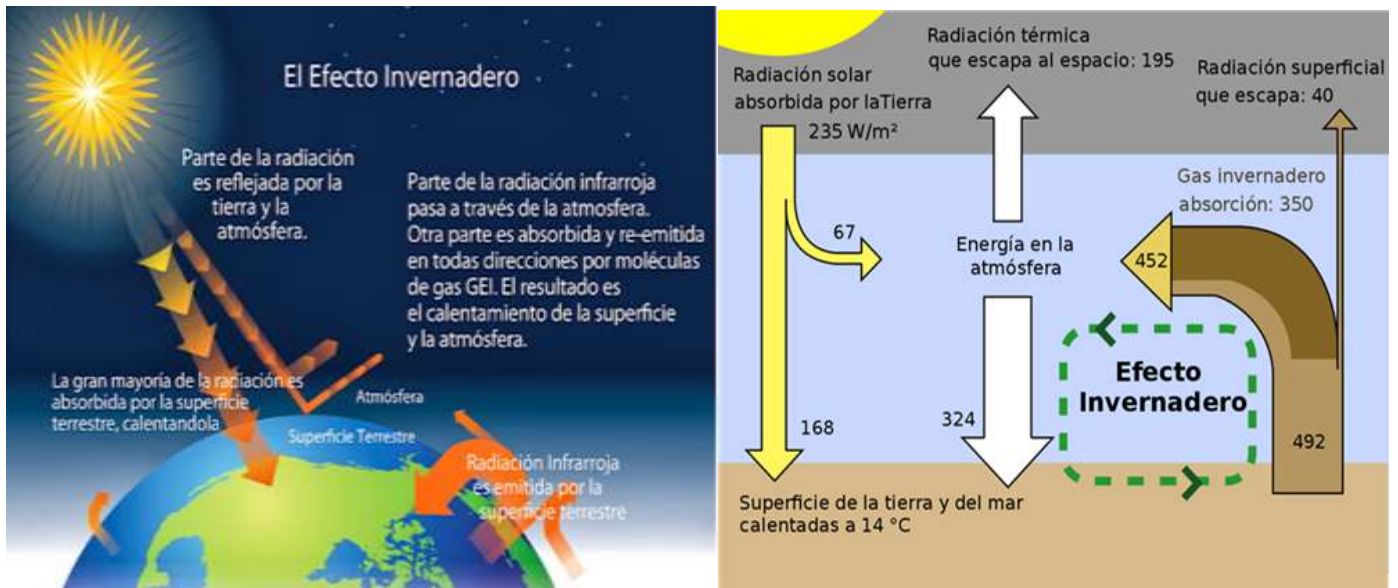 El Efecto Invernadero
Parte de la radiación
es reflejada por la
tierra y la
atmósfera.
Parte de la radiación infrarroja
pasa a través de la atmosfera.
Otra parte es absorbida y re-emitida
en todas direcciones por moléculas
de gas GEI. El resultado es
el calentamiento de la superficie
y la atmósfera.
La gran mayoría de la radiación es
absorbida por la superficie
terrestre, calentandola
Atmósfera
Superficie Terrestre
Radiación Infrarroja
es emitida por la
superficie terrestre
Radiación solar
absorbida por laTierra
235 W/m²
Radiación térmica
que escapa al espacio: 195
Radiación superficial
que escapa: 40
Gas invernadero
absorción: 350
67
Energía en la
atmósfera
452
Efecto
Invernadero
324
168
492
Superficie de la tierra y del mar
calentadas a 14 °C